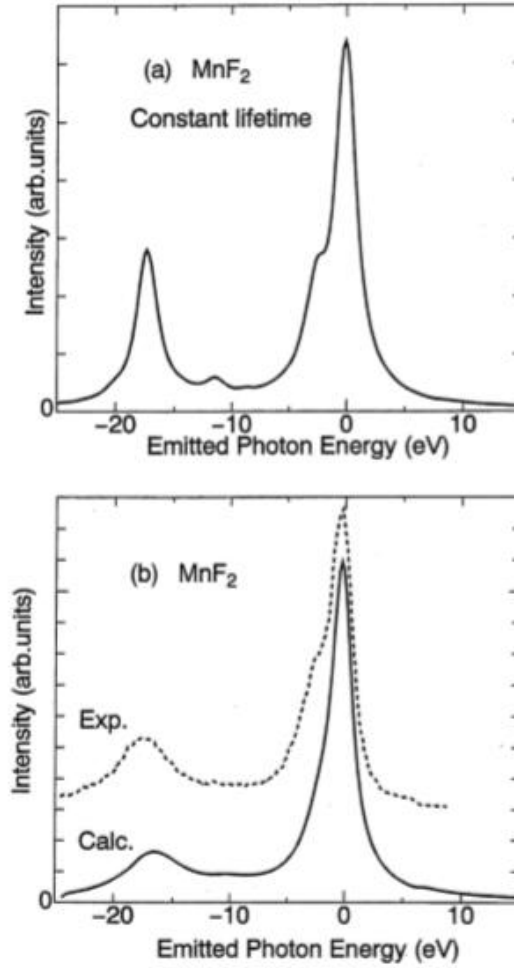 (a) MnF₂
Constant lifetime
Intensity (arb.units)
0
−20 −10 0 10
Emitted Photon Energy (eV)
(b) MnF₂
Exp.
Calc.
Intensity (arb.units)
0
−20 −10 0 10
Emitted Photon Energy (eV)